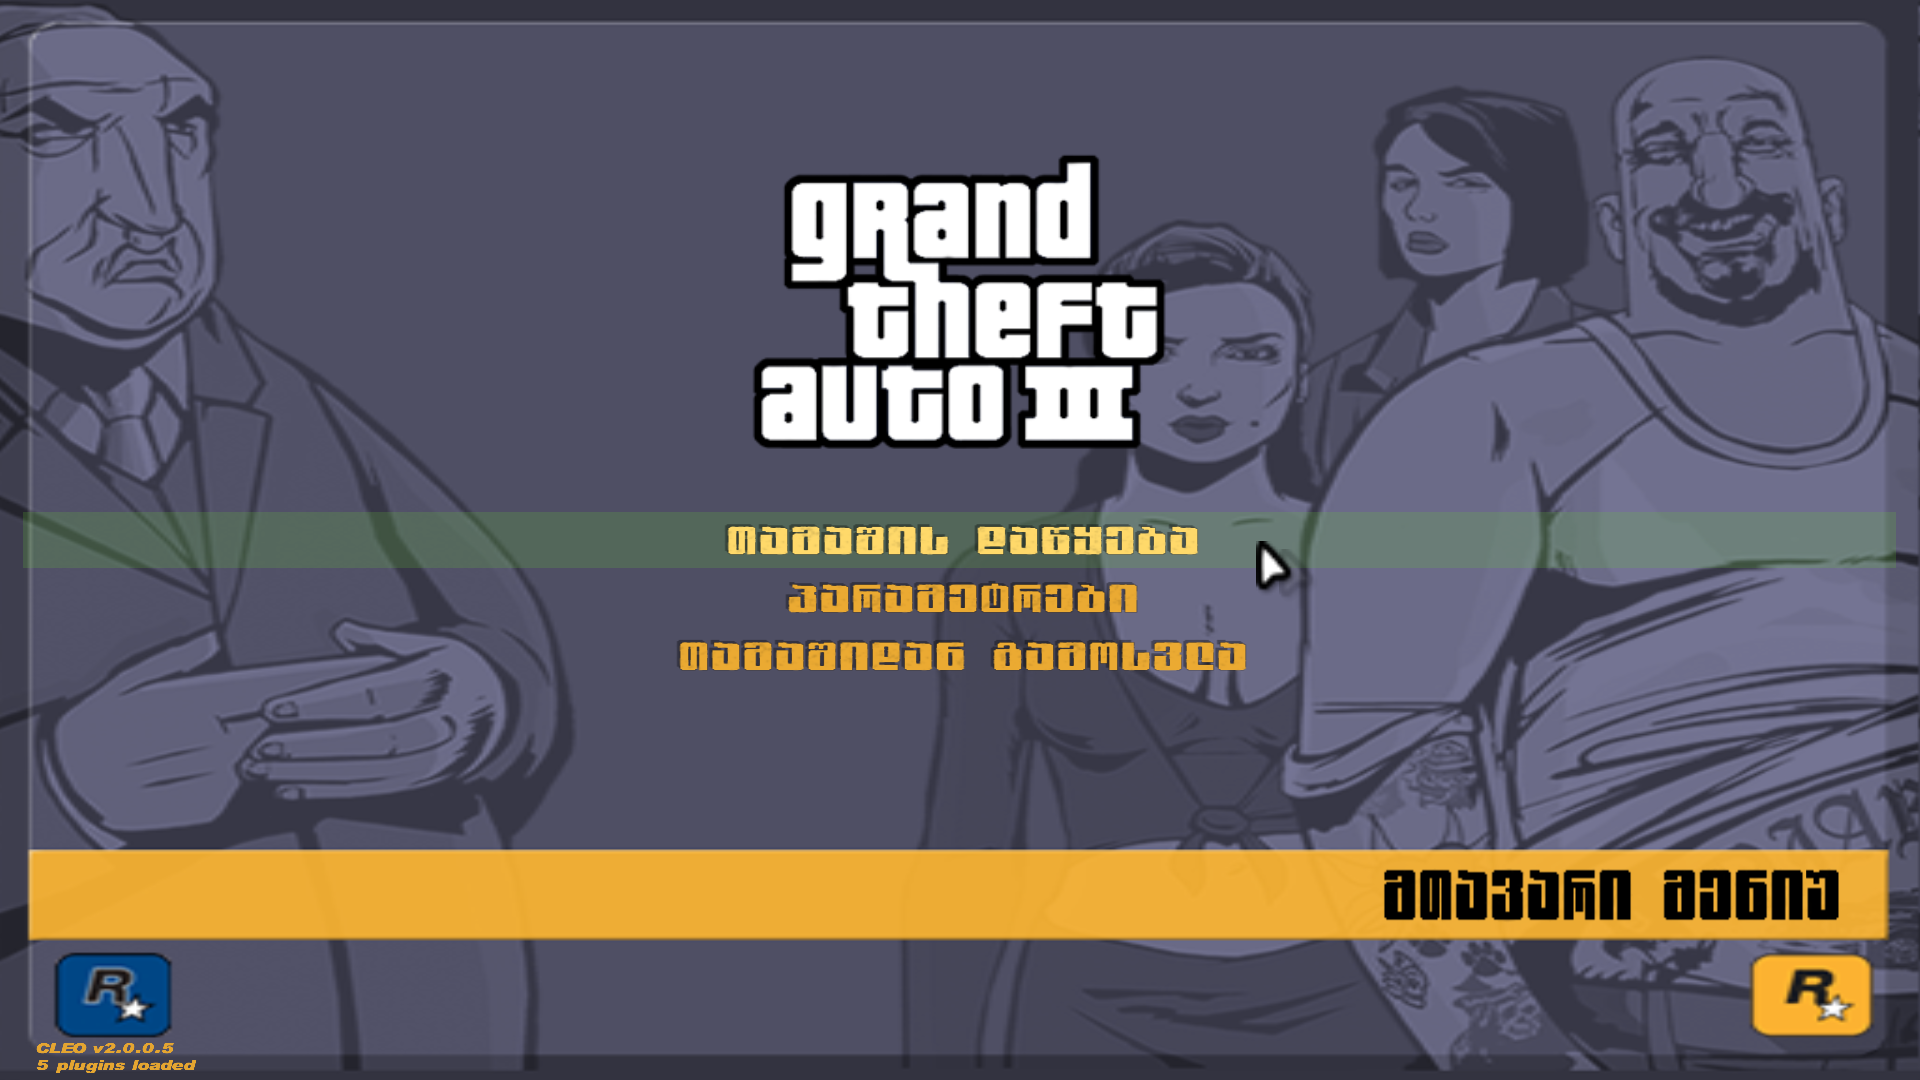 grand
theft
auto III
თამაშის დაწყება
პარამეტრები
თამაშიდან გამოსვლა
მთავარი მენიუ
R
R
CLEO v2.0.0.5
5 plugins loaded